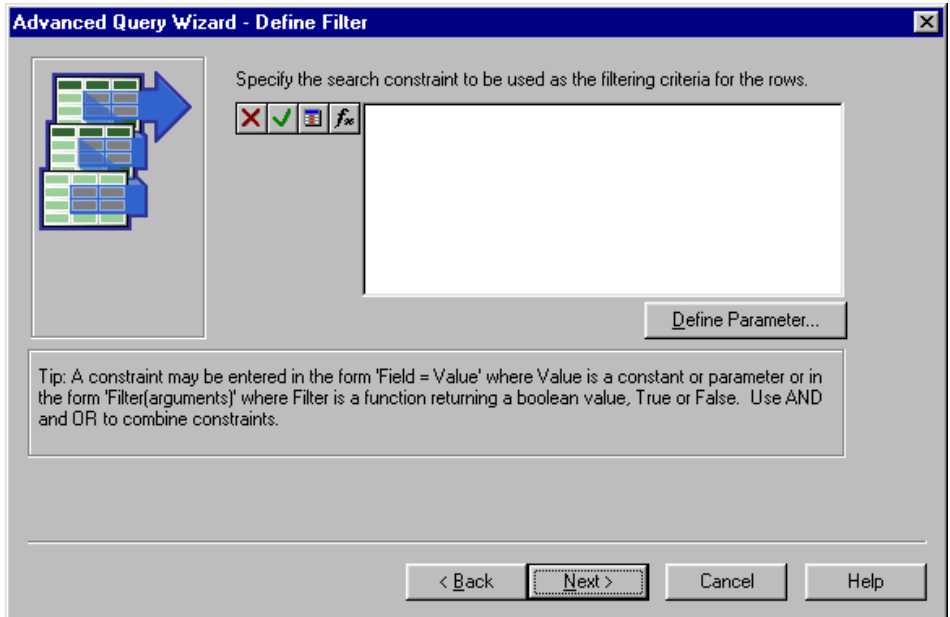 Advanced Query Wizard - Define Filter
Specify the search constraint to be used as the filtering criteria for the rows.
Define Parameter...
Tip: A constraint may be entered in the form 'Field = Value' where Value is a constant or parameter or in
the form 'Filter(arguments)' where Filter is a function returning a boolean value, True or False.  Use AND
and OR to combine constraints.
< Back Next > Cancel Help